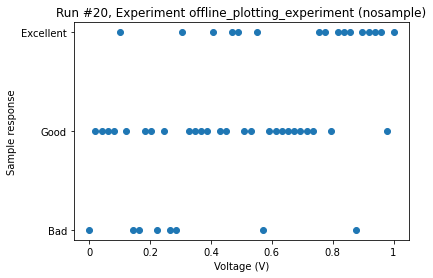 Run #20, Experiment offline_plotting_experiment (nosample)
Excellent
Good
Bad
Sample response
0 0.2 0.4 0.6 0.8 1
Voltage (V)